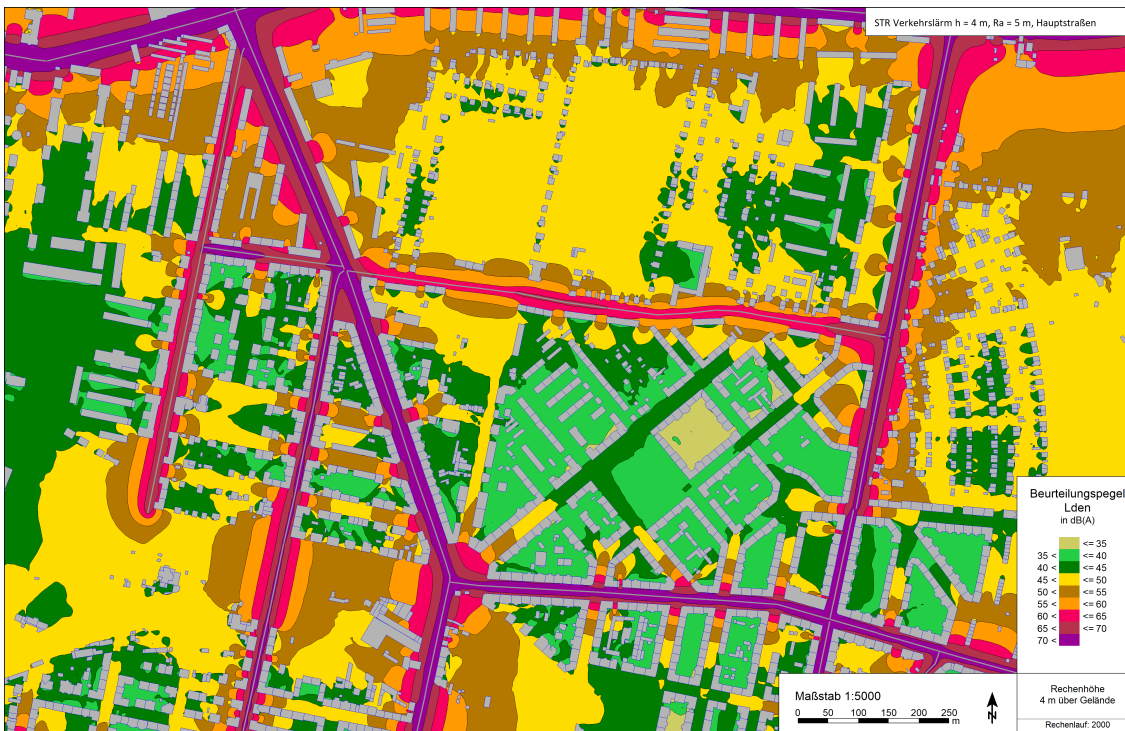 STR Verkehrslärm h = 4 m, Ra = 5 m, Hauptstraßen
Beurteilungspegel
Lden
in dB(A)
<= 35
35 < <= 40
40 < <= 45
45 < <= 50
50 < <= 55
55 < <= 60
60 < <= 65
65 < <= 70
70 <
Maßstab 1:5000
0 50 100 150 200 250
m
N
Rechenhöhe
4 m über Gelände
Rechenlauf: 2000